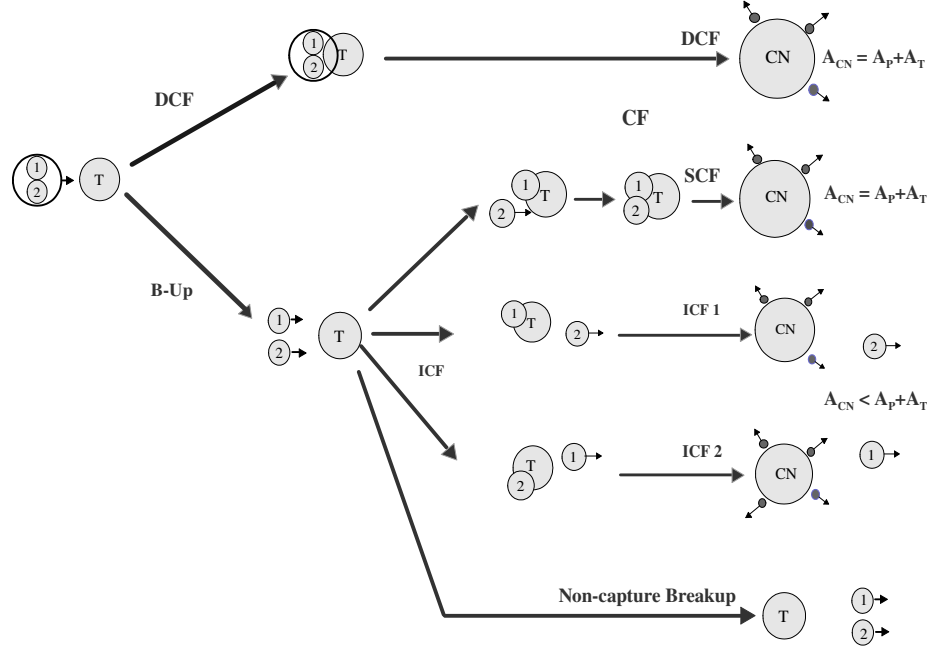 1
2
T
DCF
1
2
T
DCF
CN
A_CN = A_P+A_T
CF
B-Up
1
2
T
1
T
2
1
T
2
SCF
CN
A_CN = A_P+A_T
ICF
1
T
2
ICF 1
CN
2
A_CN < A_P+A_T
T
2
1
ICF 2
CN
1
Non-capture Breakup
T
1
2